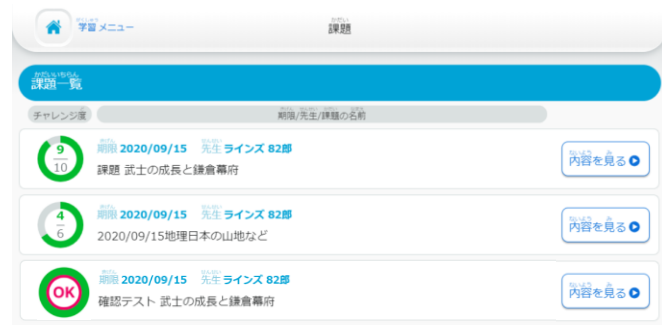 学習メニュー
課題
課題一覧
チャレンジ度
期限/先生/課題の名前
9
10
期限 2020/09/15 先生 ラインズ 82郎
課題 武士の成長と鎌倉幕府
内容を見る
4
6
期限 2020/09/15 先生 ラインズ 82郎
2020/09/15地理日本の山地など
内容を見る
OK
期限 2020/09/15 先生 ラインズ 82郎
確認テスト 武士の成長と鎌倉幕府
内容を見る